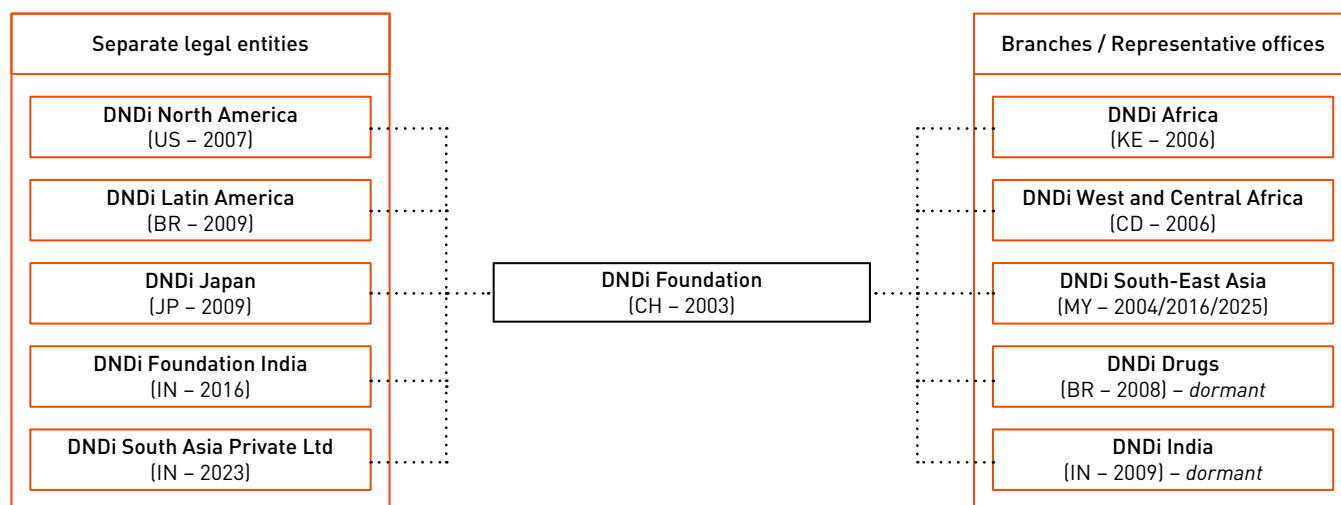 Separate legal entities
DNDi North America
(US – 2007)
DNDi Latin America
(BR – 2009)
DNDi Japan
(JP – 2009)
DNDi Foundation India
(IN – 2016)
DNDi South Asia Private Ltd
(IN – 2023)
DNDi Foundation
(CH – 2003)
Branches / Representative offices
DNDi Africa
(KE – 2006)
DNDi West and Central Africa
(CD – 2006)
DNDi South-East Asia
(MY – 2004/2016/2025)
DNDi Drugs
(BR – 2008) – dormant
DNDi India
(IN – 2009) – dormant